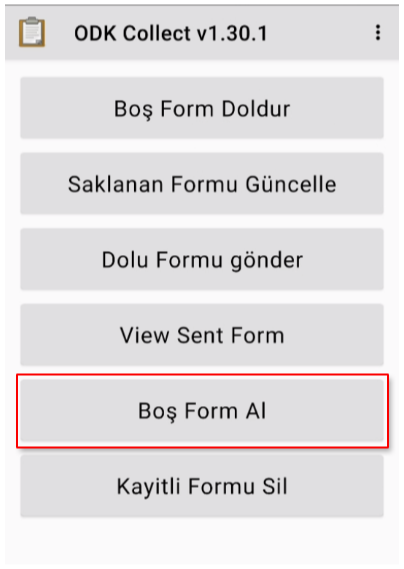 ODK Collect v1.30.1
Boş Form Doldur
Saklanan Formu Güncelle
Dolu Formu gönder
View Sent Form
Boş Form Al
Kayitli Formu Sil